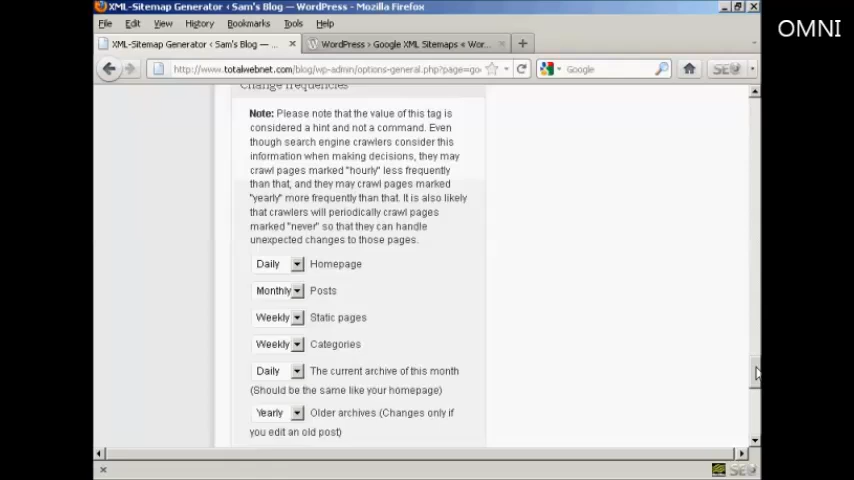 XML-Sitemap Generator ‹ Sam's Blog — WordPress - Mozilla Firefox
OMNI
File Edit View History Bookmarks Tools Help
XML-Sitemap Generator ‹ Sam's Blog — ...
WordPress › Google XML Sitemaps « Wor...
http://www.totalwebnet.com/blog/wp-admin/options-general.php?page=go
Google
SEO
Change frequencies
Note: Please note that the value of this tag is
considered a hint and not a command. Even
though search engine crawlers consider this
information when making decisions, they may
crawl pages marked "hourly" less frequently
than that, and they may crawl pages marked
"yearly" more frequently than that. It is also likely
that crawlers will periodically crawl pages
marked "never" so that they can handle
unexpected changes to those pages.
Daily Homepage
Monthly Posts
Weekly Static pages
Weekly Categories
Daily The current archive of this month
(Should be the same like your homepage)
Yearly Older archives (Changes only if
you edit an old post)
SEO